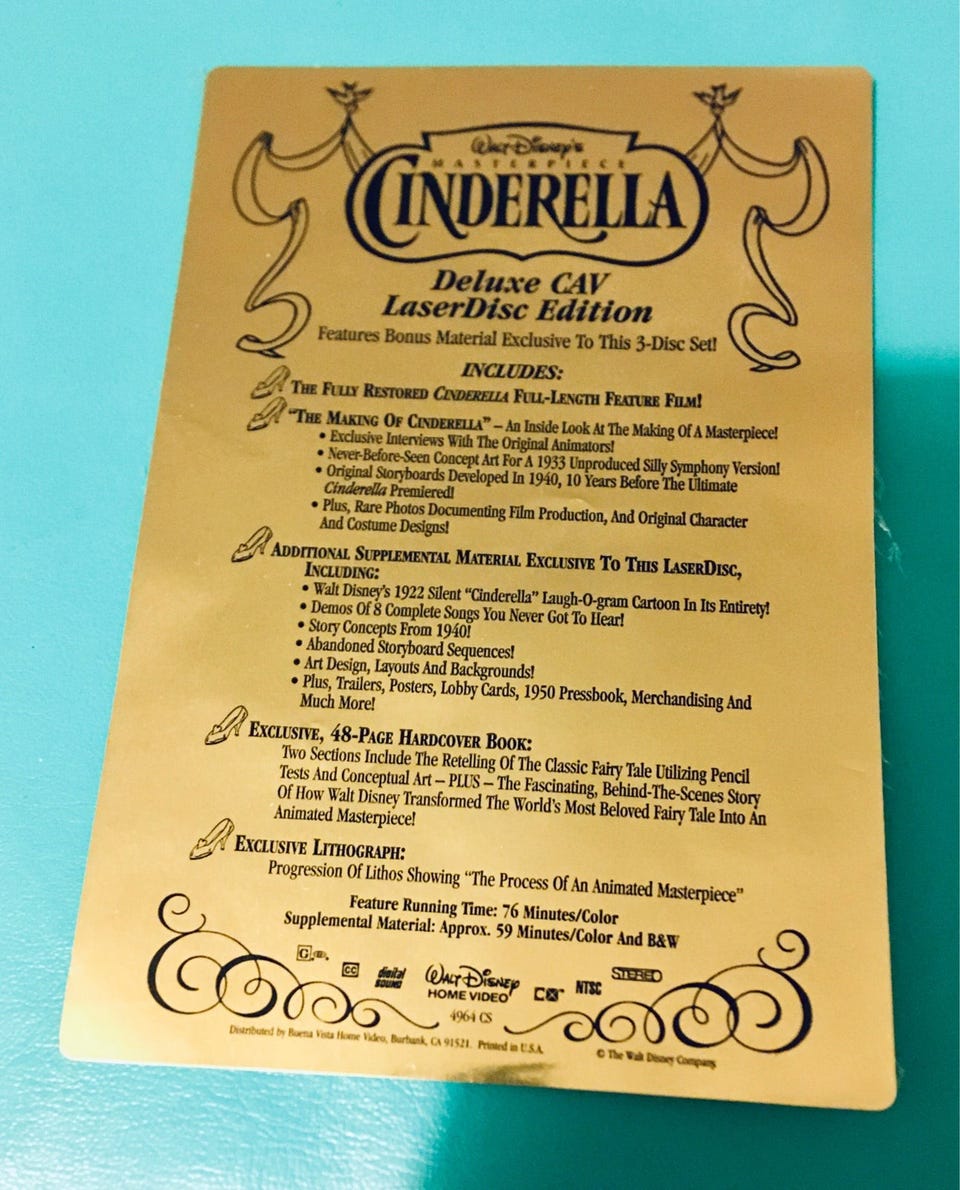 Walt Disney's
MASTERPIECE
CINDERELLA
Deluxe CAV
LaserDisc Edition
Features Bonus Material Exclusive To This 3-Disc Set!
INCLUDES:
THE FULLY RESTORED CINDERELLA FULL-LENGTH FEATURE FILM!
"THE MAKING OF CINDERELLA" – An Inside Look At The Making Of A Masterpiece!
• Exclusive Interviews With The Original Animators!
• Never-Before-Seen Concept Art For A 1933 Unproduced Silly Symphony Version!
• Original Storyboards Developed In 1940, 10 Years Before The Ultimate
Cinderella Premiered!
• Plus, Rare Photos Documenting Film Production, And Original Character
And Costume Designs!
ADDITIONAL SUPPLEMENTAL MATERIAL EXCLUSIVE TO THIS LASERDISC,
INCLUDING:
• Walt Disney's 1922 Silent "Cinderella" Laugh-O-gram Cartoon In Its Entirety!
• Demos Of 8 Complete Songs You Never Got To Hear!
• Story Concepts From 1940!
• Abandoned Storyboard Sequences!
• Art Design, Layouts And Backgrounds!
• Plus, Trailers, Posters, Lobby Cards, 1950 Pressbook, Merchandising And
Much More!
EXCLUSIVE, 48-PAGE HARDCOVER BOOK:
Two Sections Include The Retelling Of The Classic Fairy Tale Utilizing Pencil
Tests And Conceptual Art – PLUS – The Fascinating, Behind-The-Scenes Story
Of How Walt Disney Transformed The World's Most Beloved Fairy Tale Into An
Animated Masterpiece!
EXCLUSIVE LITHOGRAPH:
Progression Of Lithos Showing "The Process Of An Animated Masterpiece"
Feature Running Time: 76 Minutes/Color
Supplemental Material: Approx. 59 Minutes/Color And B&W
G CC digital SOUND WALT DISNEY HOME VIDEO CX NTSC STEREO
4964 CS
Distributed by Buena Vista Home Video, Burbank, CA 91521. Printed in U.S.A.
© The Walt Disney Company